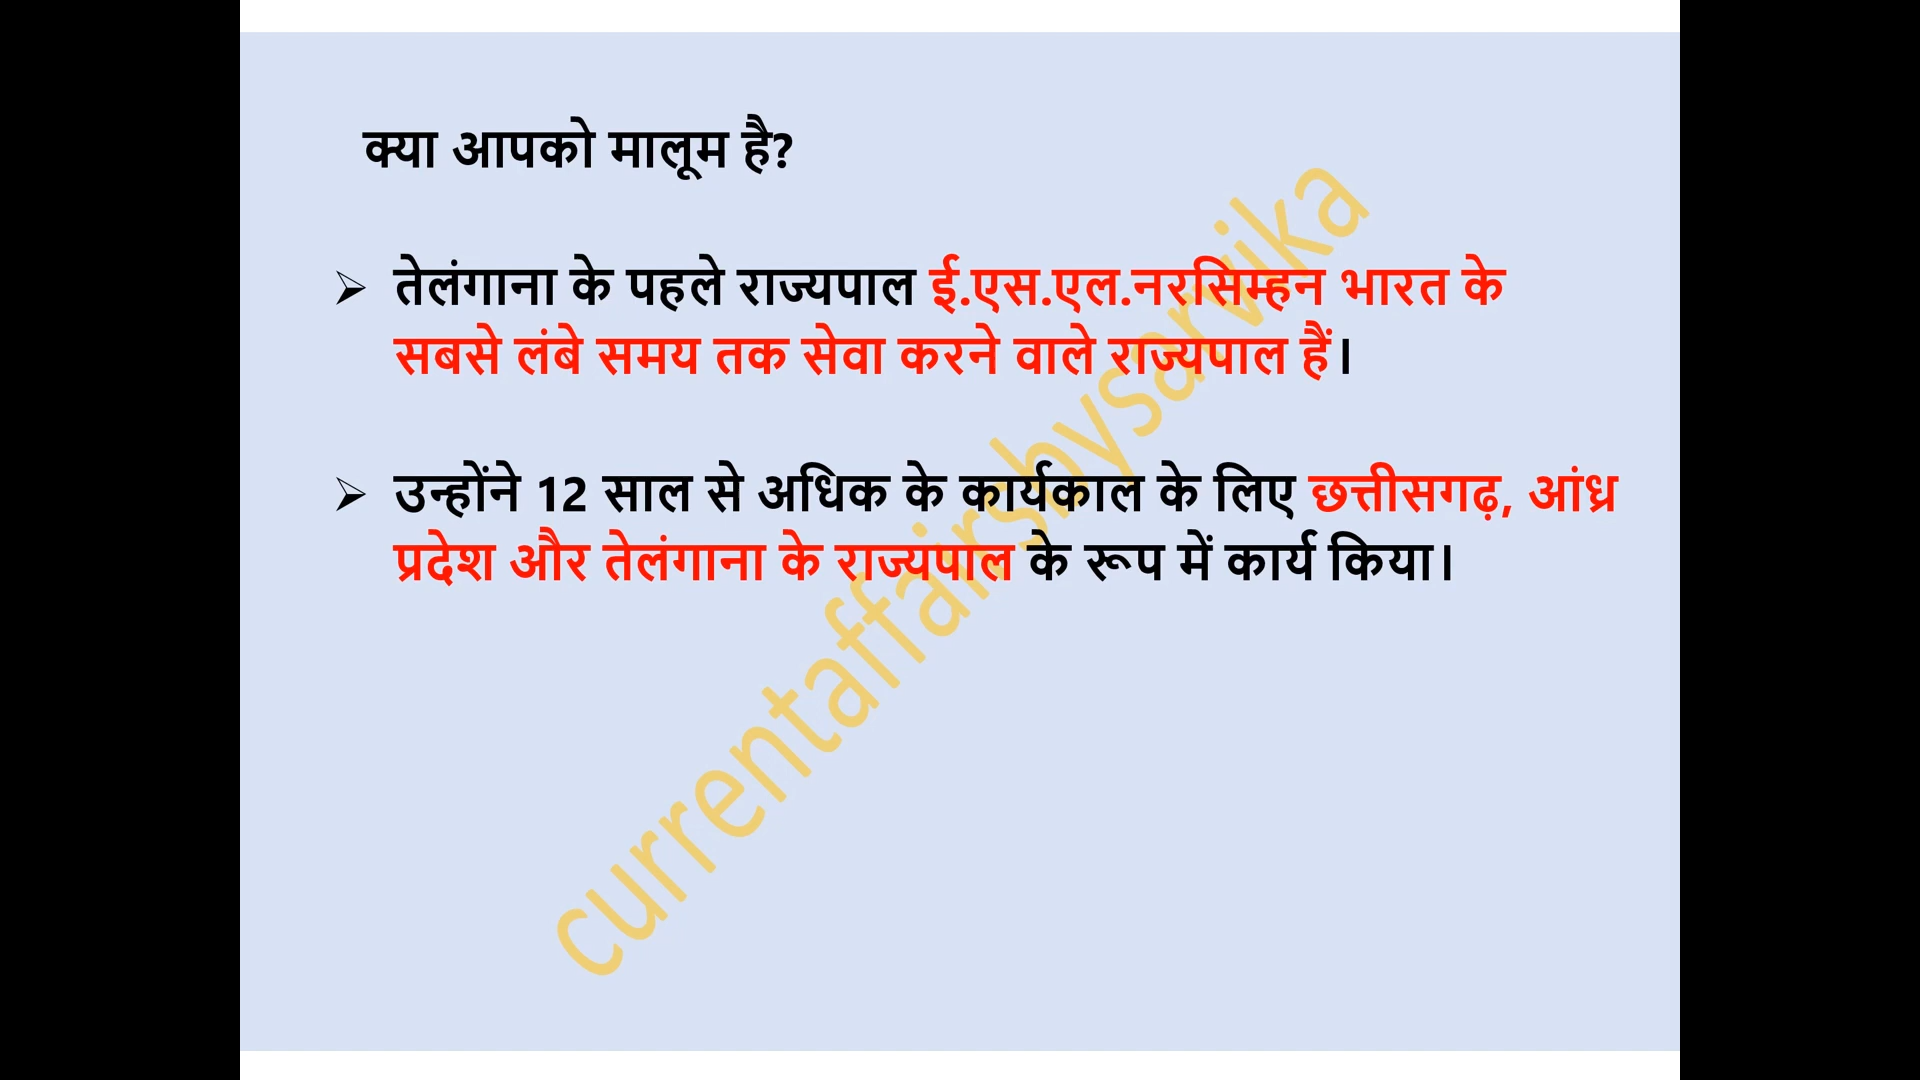 क्या आपको मालूम है?
➢ तेलंगाना के पहले राज्यपाल ई.एस.एल.नरसिम्हन भारत के
सबसे लंबे समय तक सेवा करने वाले राज्यपाल हैं।
➢ उन्होंने 12 साल से अधिक के कार्यकाल के लिए छत्तीसगढ़, आंध्र
प्रदेश और तेलंगाना के राज्यपाल के रूप में कार्य किया।
currentaffairsbysarvika